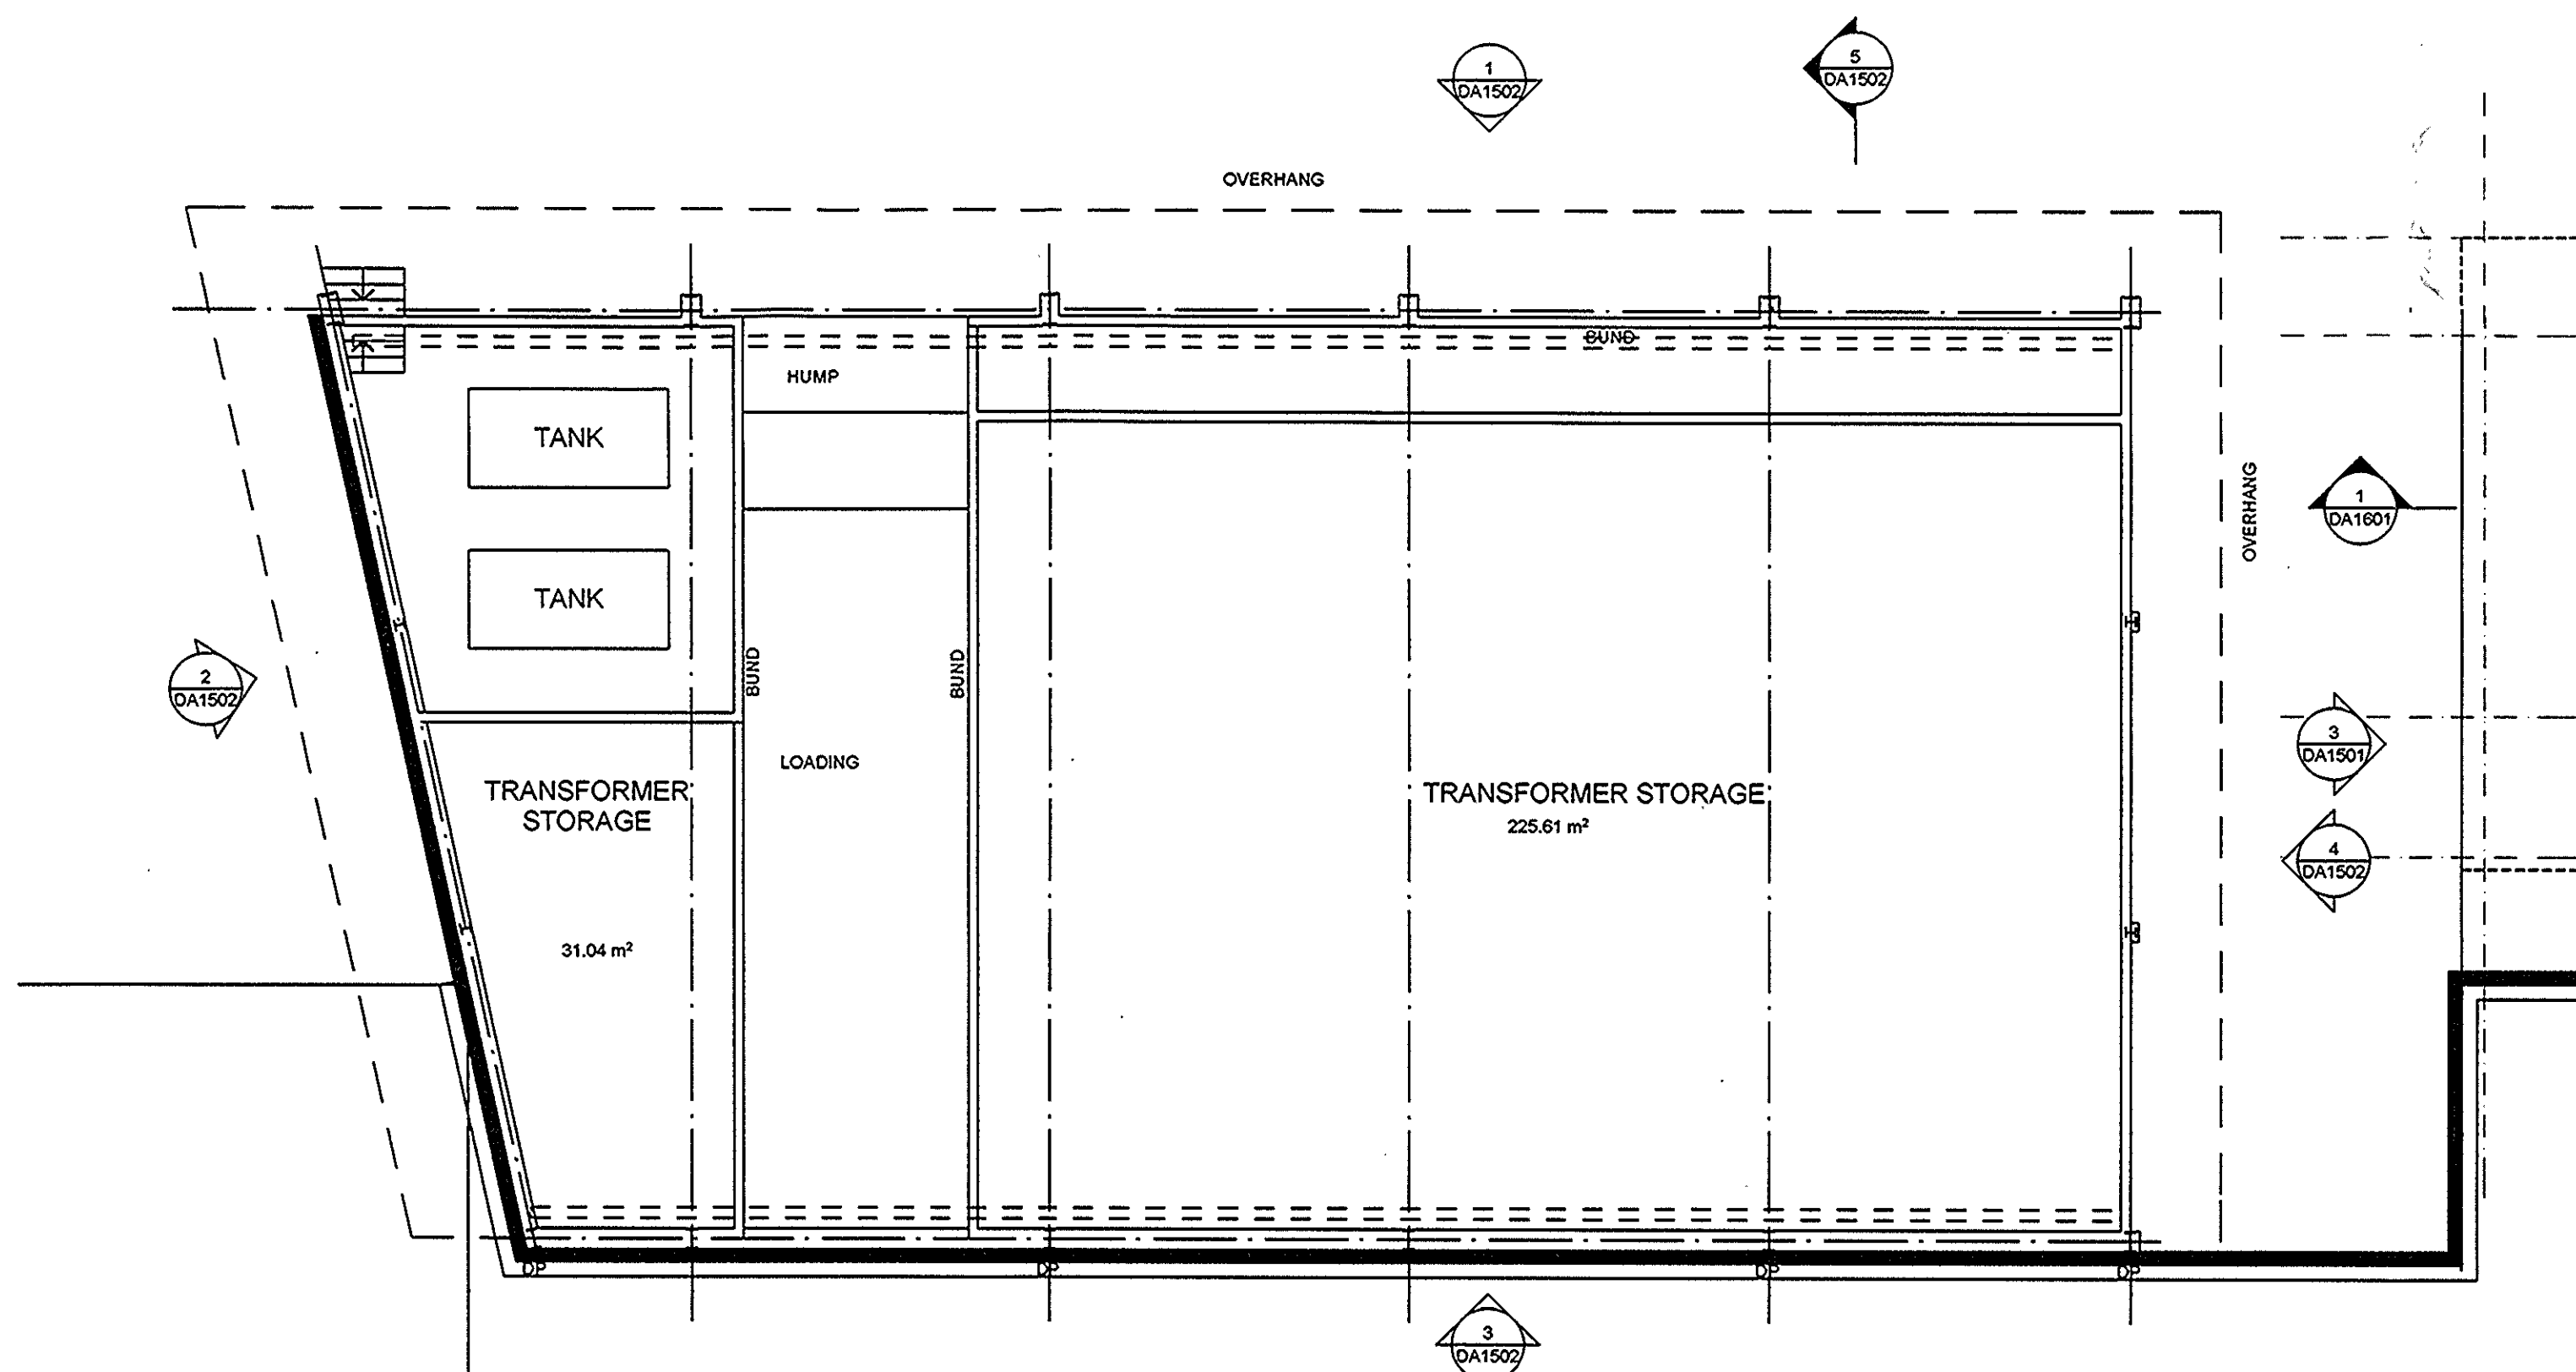 5
DA1502
1
DA1502
OVERHANG
BUND
HUMP
TANK
OVERHANG
1
DA1601
TANK
BUND
BUND
2
DA1502
3
DA1501
LOADING
TRANSFORMER
STORAGE
TRANSFORMER STORAGE
225.61 m²
4
DA1502
31.04 m²
DP
DP
DP
DP
3
DA1502